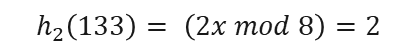 h₂(133) = (2x mod 8) = 2